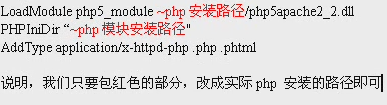 LoadModule php5_module ~php 安装路径/php5apache2_2.dll
PHPIniDir “~php 模块安装路径"
AddType application/x-httpd-php .php .phtml
说明，我们只要包红色的部分，改成实际 php 安装的路径即可